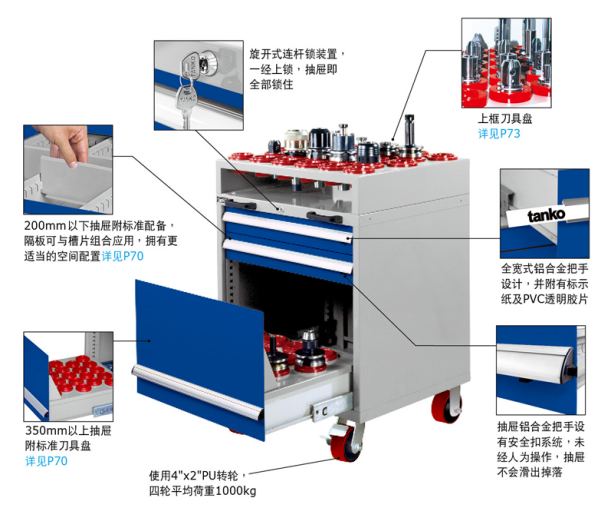 旋开式连杆锁装置，
一经上锁，抽屉即
全部锁住
上框刀具盘
详见P73
200mm以下抽屉附标准配备，
隔板可与槽片组合应用，拥有更
适当的空间配置详见P70
tanko
全宽式铝合金把手
设计，并附有标示
纸及PVC透明胶片
350mm以上抽屉
附标准刀具盘
详见P70
抽屉铝合金把手设
有安全扣系统，未
经人为操作，抽屉
不会滑出掉落
使用4"x2"PU转轮，
四轮平均荷重1000kg